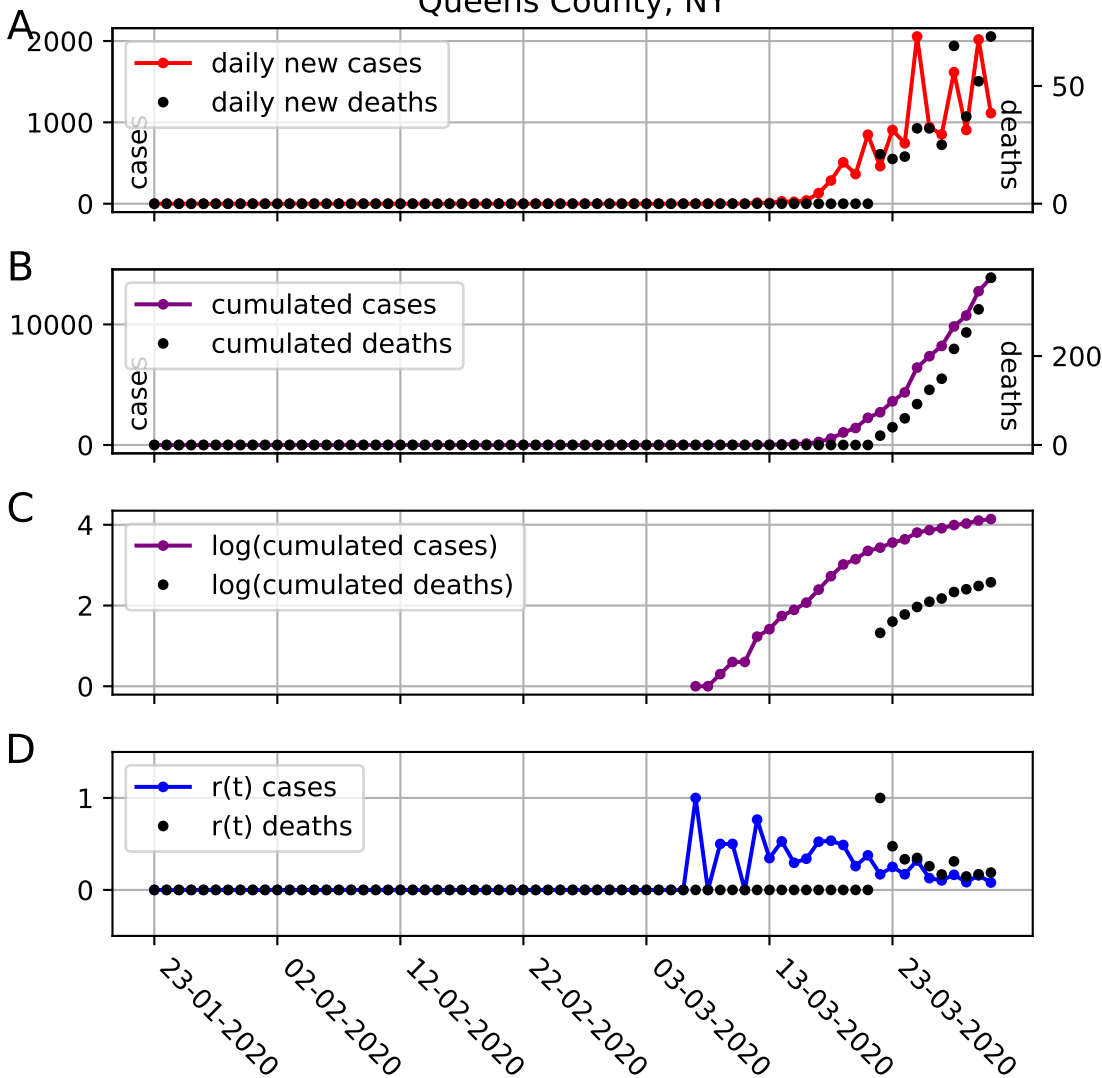 Queens County, NY
A
2000
1000
0
cases
daily new cases
daily new deaths
50
0
deaths
B
10000
0
cases
cumulated cases
cumulated deaths
200
0
deaths
C
4
2
0
log(cumulated cases)
log(cumulated deaths)
D
1
0
r(t) cases
r(t) deaths
23-01-2020
02-02-2020
12-02-2020
22-02-2020
03-03-2020
13-03-2020
23-03-2020